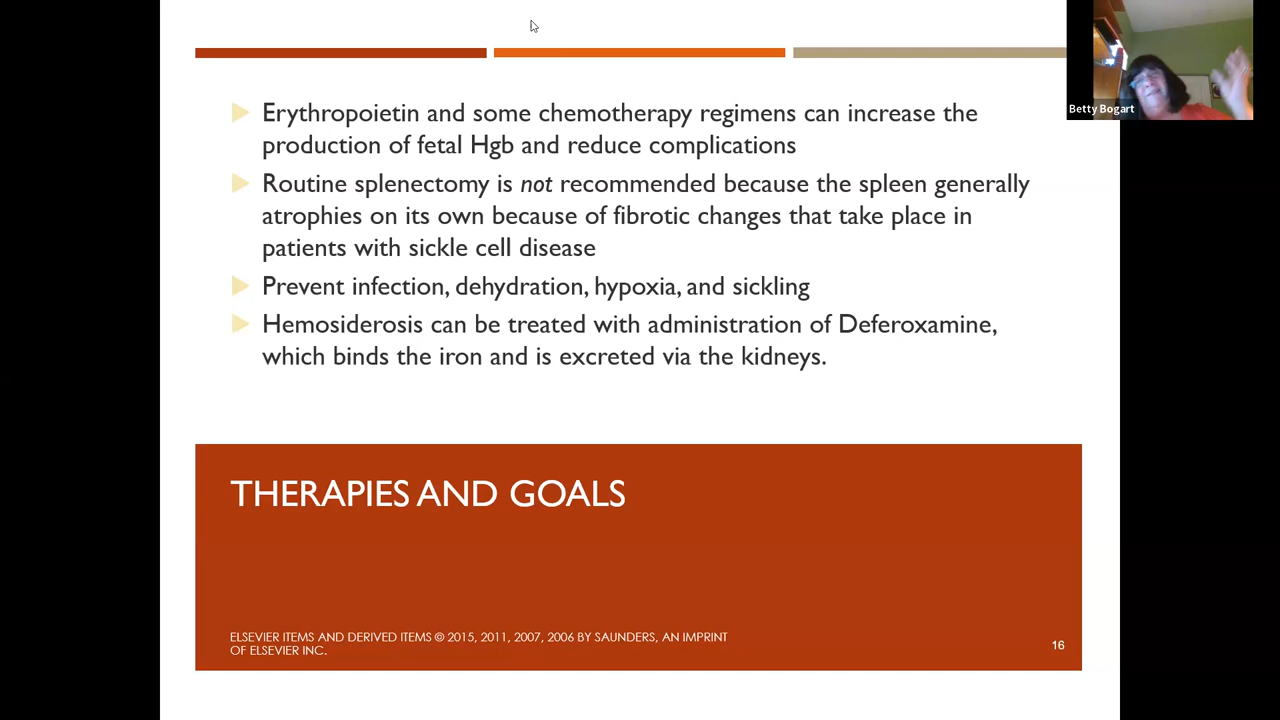 Erythropoietin and some chemotherapy regimens can increase the
production of fetal Hgb and reduce complications
Routine splenectomy is not recommended because the spleen generally
atrophies on its own because of fibrotic changes that take place in
patients with sickle cell disease
Prevent infection, dehydration, hypoxia, and sickling
Hemosiderosis can be treated with administration of Deferoxamine,
which binds the iron and is excreted via the kidneys.
THERAPIES AND GOALS
ELSEVIER ITEMS AND DERIVED ITEMS © 2015, 2011, 2007, 2006 BY SAUNDERS, AN IMPRINT
OF ELSEVIER INC.
16
Betty Bogart